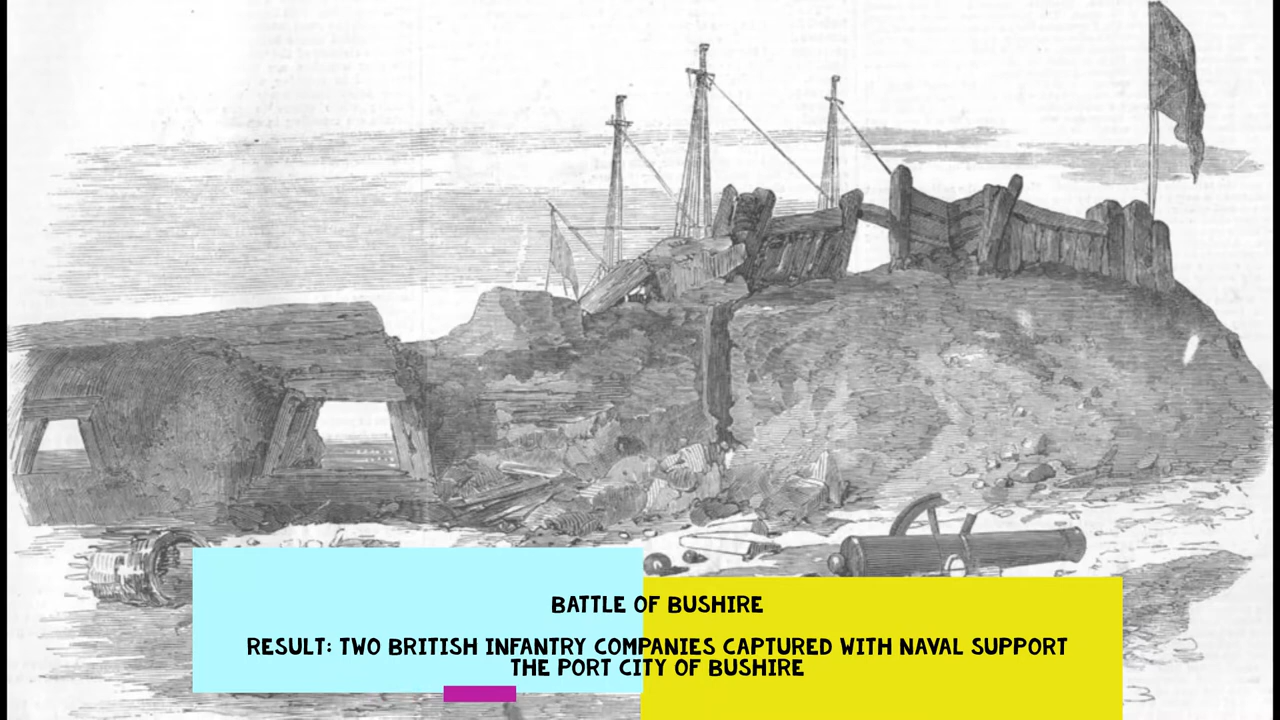 BATTLE OF BUSHIRE
RESULT: TWO BRITISH INFANTRY COMPANIES CAPTURED WITH NAVAL SUPPORT
THE PORT CITY OF BUSHIRE